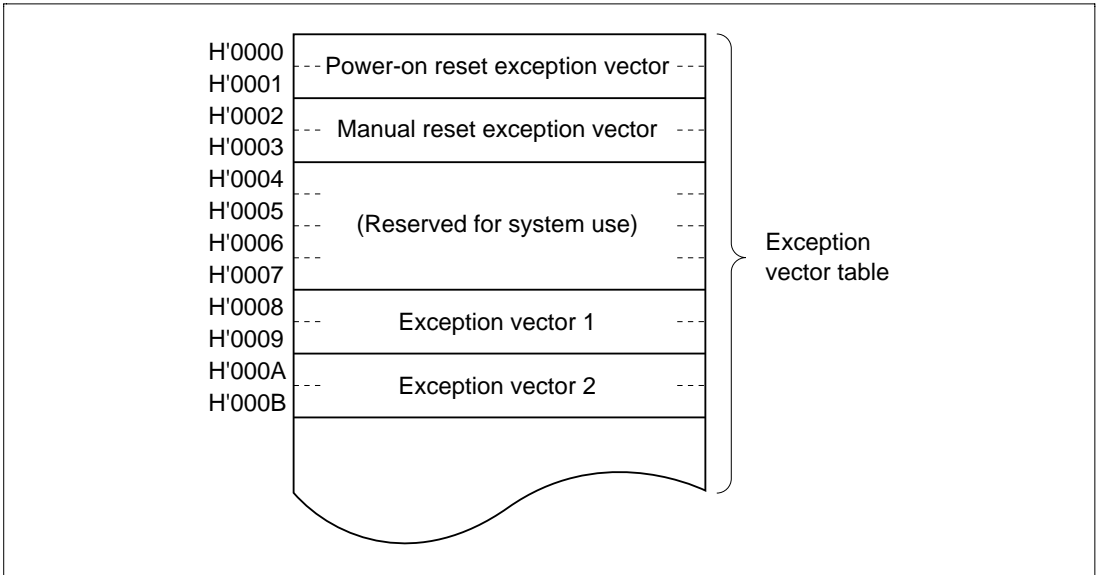 H'0000
Power-on reset exception vector
H'0001
H'0002
Manual reset exception vector
H'0003
H'0004
H'0005
(Reserved for system use)
H'0006
H'0007
Exception
vector table
H'0008
Exception vector 1
H'0009
H'000A
Exception vector 2
H'000B